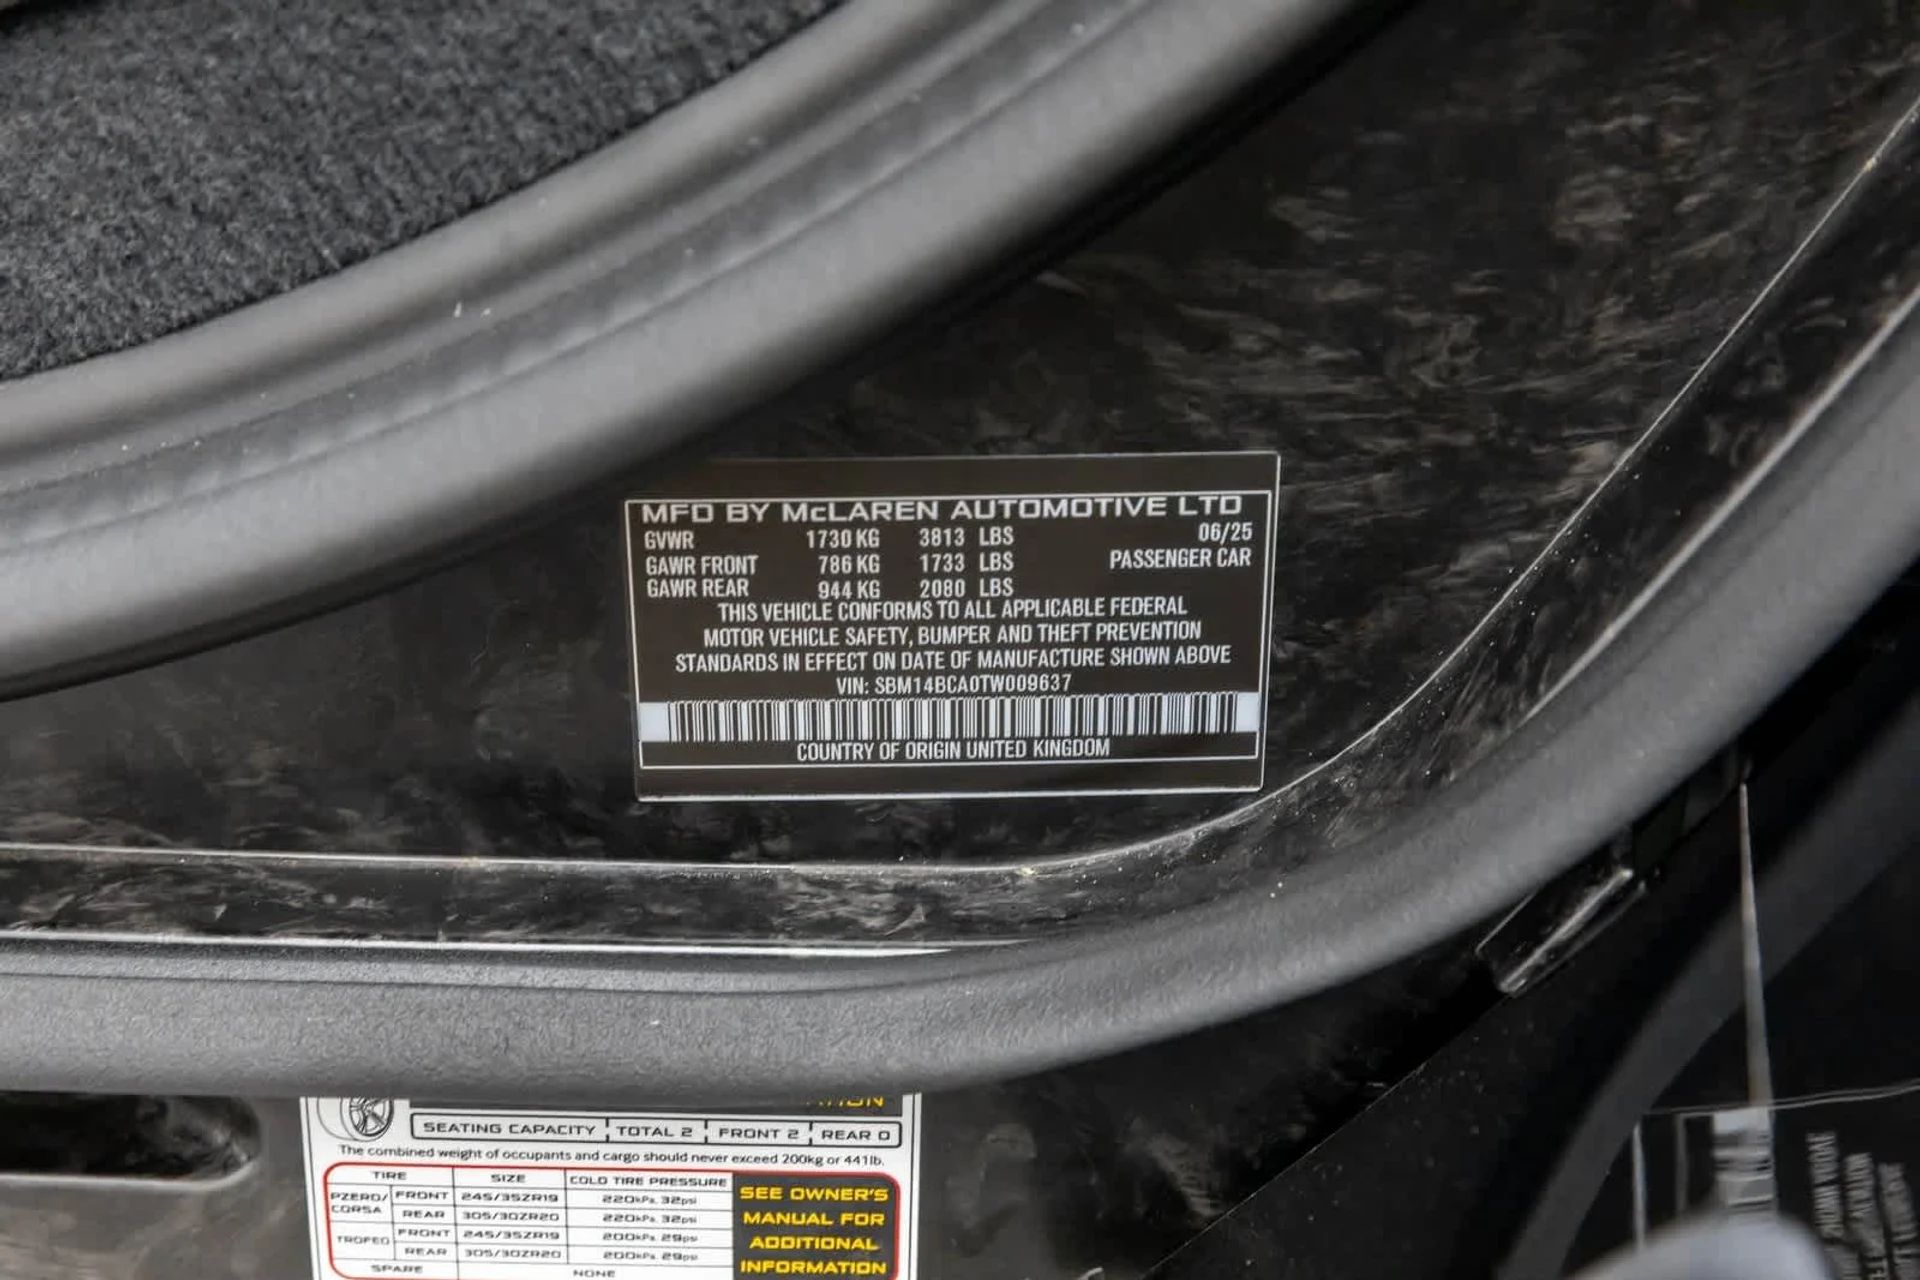 MFD BY McLAREN AUTOMOTIVE LTD
GVWR 1730 KG 3813 LBS 06/25
GAWR FRONT 786 KG 1733 LBS PASSENGER CAR
GAWR REAR 944 KG 2080 LBS
THIS VEHICLE CONFORMS TO ALL APPLICABLE FEDERAL
MOTOR VEHICLE SAFETY, BUMPER AND THEFT PREVENTION
STANDARDS IN EFFECT ON DATE OF MANUFACTURE SHOWN ABOVE
VIN: SBM14BCA0TW009637
COUNTRY OF ORIGIN UNITED KINGDOM
SEATING CAPACITY TOTAL 2 FRONT 2 REAR 0
The combined weight of occupants and cargo should never exceed 200kg or 441lb.
TIRE SIZE COLD TIRE PRESSURE
PZERO/ CORSA FRONT 245/35ZR19 220kPa, 32psi
REAR 305/30ZR20 220kPa, 32psi
TROFEO FRONT 245/35ZR19 200kPa, 29psi
REAR 305/30ZR20 200kPa, 29psi
SPARE NONE
SEE OWNER'S
MANUAL FOR
ADDITIONAL
INFORMATION